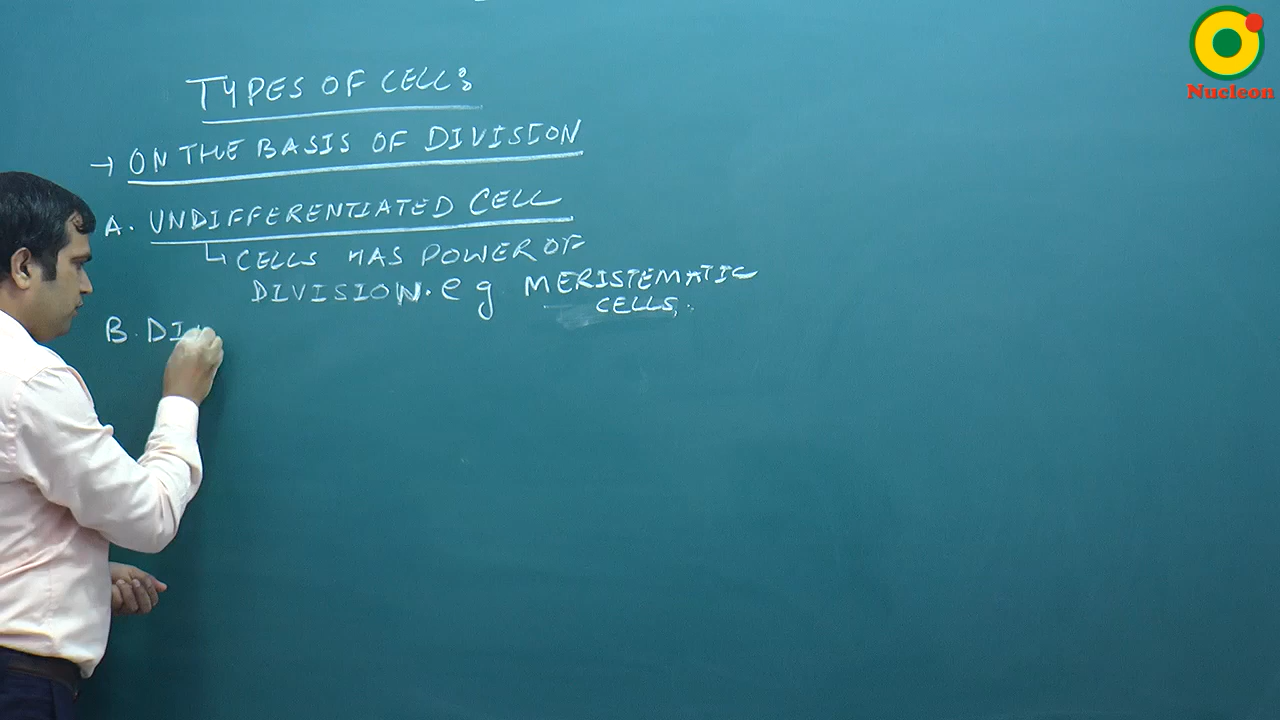 Nucleon
TYPES OF CELL:
→ ON THE BASIS OF DIVISION
A. UNDIFFERENTIATED CELL
↳ CELLS HAS POWER OF
DIVISION. eg MERISTEMATIC
CELLS,.
B. DI